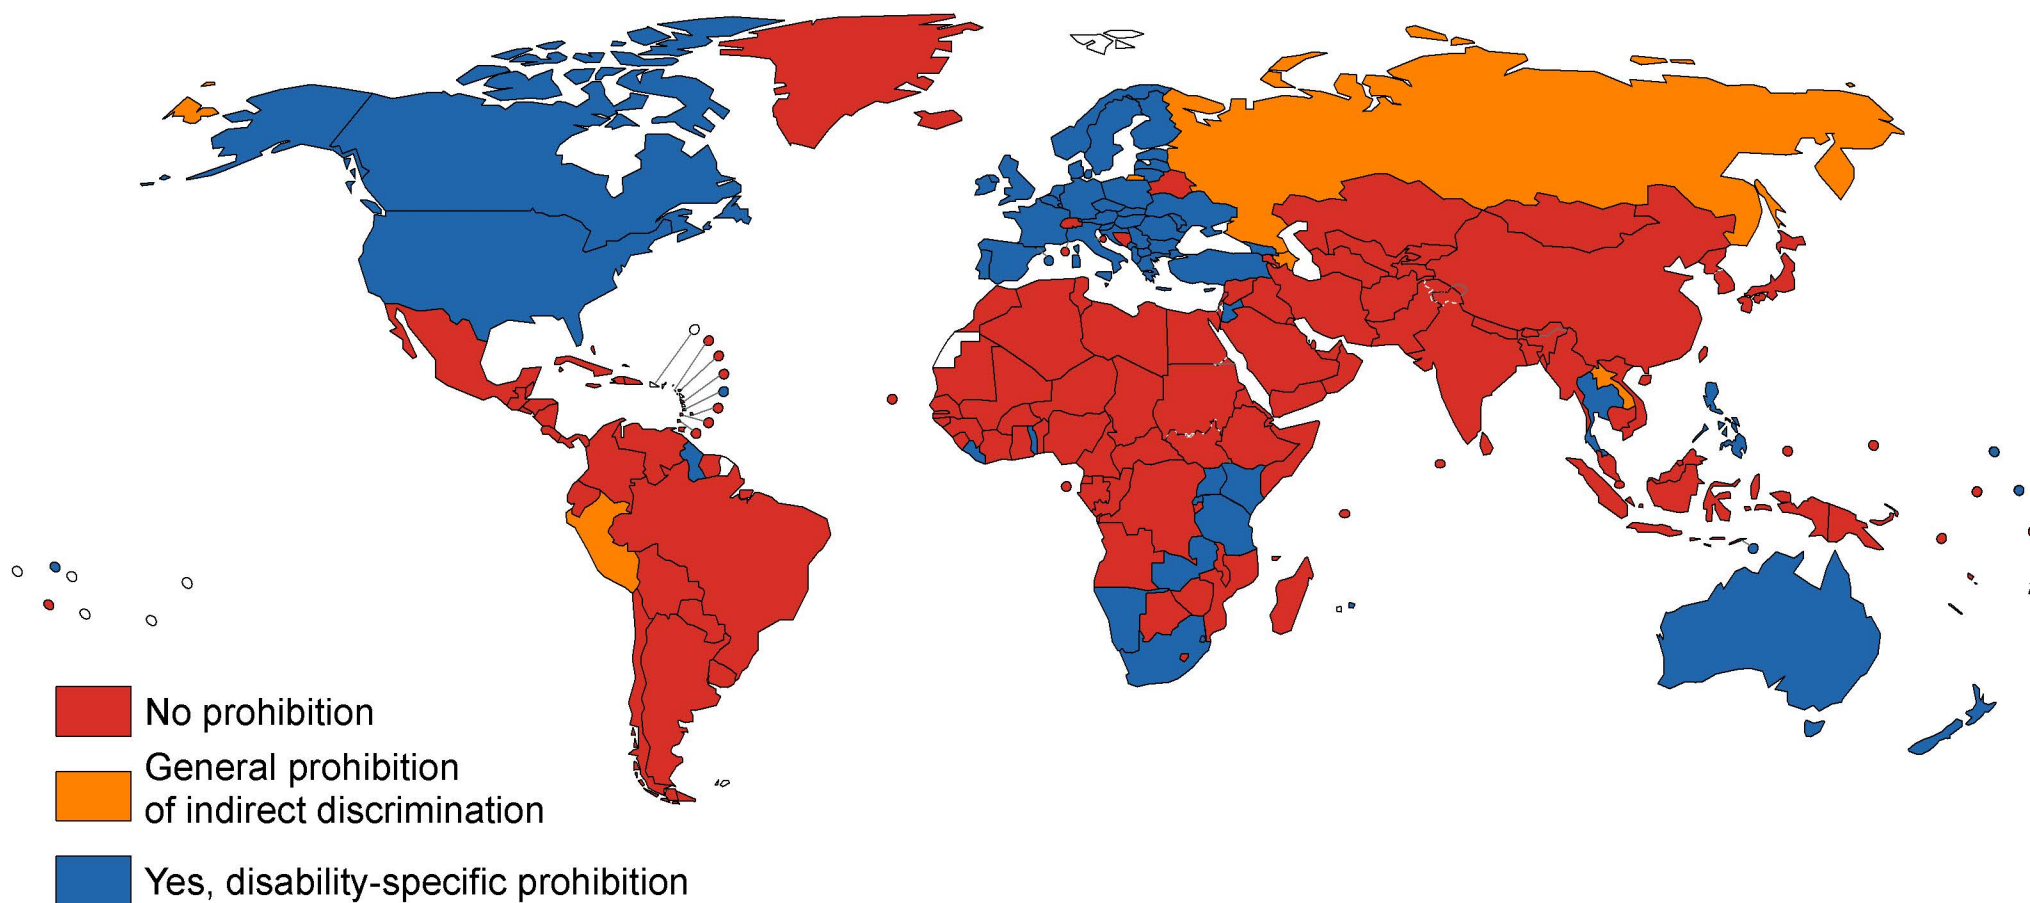 No prohibition
General prohibition
of indirect discrimination
Yes, disability-specific prohibition